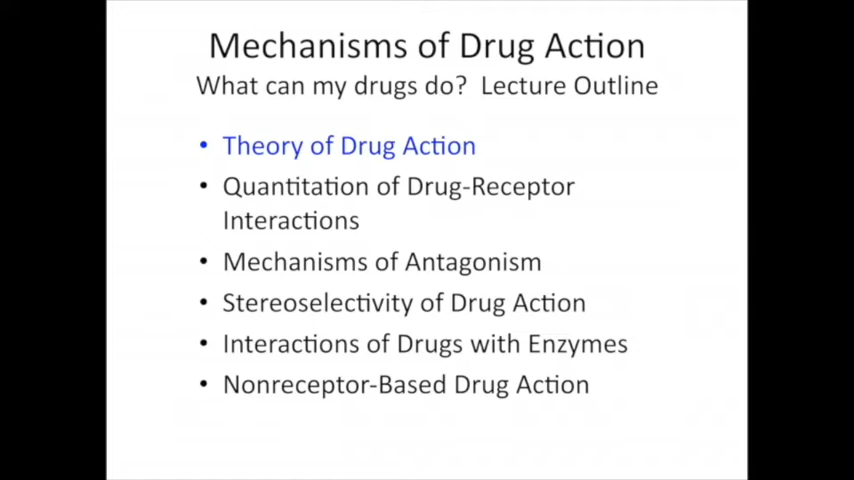 Mechanisms of Drug Action
What can my drugs do? Lecture Outline
• Theory of Drug Action
• Quantitation of Drug-Receptor
Interactions
• Mechanisms of Antagonism
• Stereoselectivity of Drug Action
• Interactions of Drugs with Enzymes
• Nonreceptor-Based Drug Action